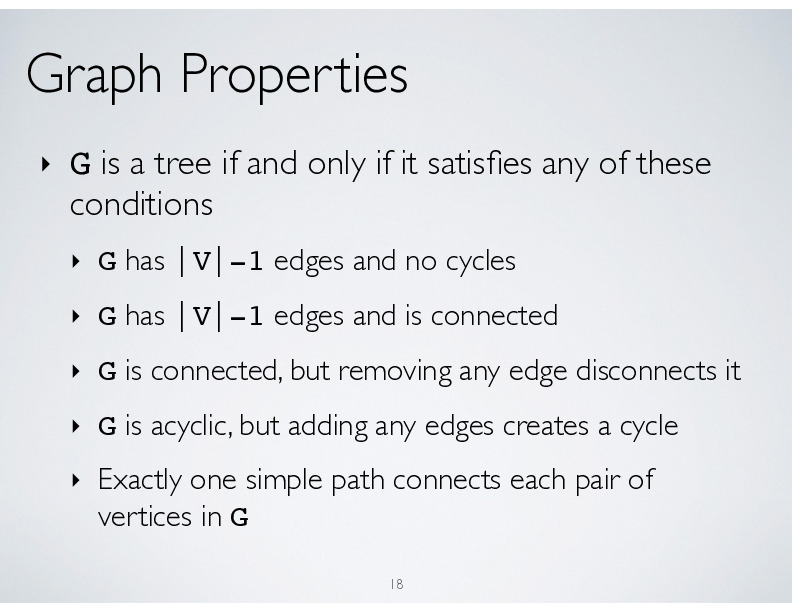 Graph Properties
‣ G is a tree if and only if it satisfies any of these
conditions
‣ G has |V|–1 edges and no cycles
‣ G has |V|–1 edges and is connected
‣ G is connected, but removing any edge disconnects it
‣ G is acyclic, but adding any edges creates a cycle
‣ Exactly one simple path connects each pair of
vertices in G
18